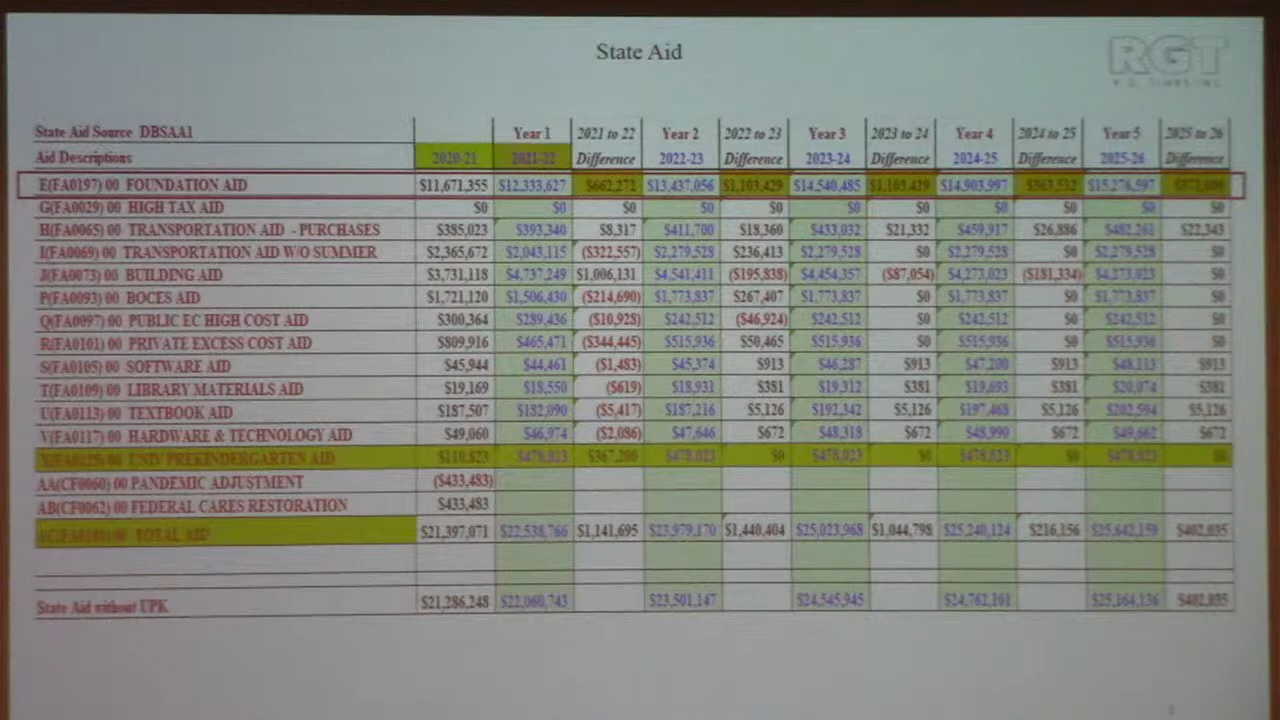 State Aid
RGT
State Aid Source DBSAA1 Year 1 2021 to 22 Year 2 2022 to 23 Year 3 2023 to 24 Year 4 2024 to 25 Year 5 2025 to 26
Aid Descriptions 2020-21 2021-22 Difference 2022-23 Difference 2023-24 Difference 2024-25 Difference 2025-26 Difference
E(FA0197) 00 FOUNDATION AID $11,671,355 $12,333,627 $662,272 $13,437,056 $1,103,429 $14,540,485 $1,103,429 $14,903,997 $363,512 $15,276,597
G(FA0029) 00 HIGH TAX AID $0 $0 $0 $0 $0 $0 $0 $0 $0 $0 $0
H(FA0065) 00 TRANSPORTATION AID - PURCHASES $385,023 $393,340 $8,317 $411,700 $18,360 $433,032 $21,332 $459,917 $26,886 $482,261 $22,343
I(FA0069) 00 TRANSPORTATION AID W/O SUMMER $2,365,672 $2,043,115 ($322,557) $2,279,528 $236,413 $2,279,528 $0 $2,279,528 $0 $2,279,528 $0
J(FA0073) 00 BUILDING AID $3,731,118 $4,737,249 $1,006,131 $4,541,411 ($195,838) $4,454,357 ($87,054) $4,273,023 ($181,334) $4,273,023 $0
P(FA0093) 00 BOCES AID $1,721,120 $1,506,430 ($214,690) $1,773,837 $267,407 $1,773,837 $0 $1,773,837 $0 $1,773,837 $0
Q(FA0097) 00 PUBLIC EC HIGH COST AID $300,364 $289,436 ($10,928) $242,512 ($46,924) $242,512 $0 $242,512 $0 $242,512 $0
R(FA0101) 00 PRIVATE EXCESS COST AID $809,916 $465,471 ($344,445) $515,936 $50,465 $515,936 $0 $515,936 $0 $515,936 $0
S(FA0105) 00 SOFTWARE AID $45,944 $44,461 ($1,483) $45,374 $913 $46,287 $913 $47,200 $913 $48,113 $913
T(FA0109) 00 LIBRARY MATERIALS AID $19,169 $18,550 ($619) $18,931 $381 $19,312 $381 $19,693 $381 $20,074 $381
U(FA0113) 00 TEXTBOOK AID $187,507 $182,090 ($5,417) $187,216 $5,126 $192,342 $5,126 $197,468 $5,126 $202,594 $5,126
V(FA0117) 00 HARDWARE & TECHNOLOGY AID $49,060 $46,974 ($2,086) $47,646 $672 $48,318 $672 $48,990 $672 $49,662 $672
00 UNIV PREKINDERGARTEN AID $110,823 $478,023 $367,200 $478,023 $0 $478,023 $0 $478,023 $0 $478,023 $0
AA(CF0060) 00 PANDEMIC ADJUSTMENT ($433,483)
AB(CF0062) 00 FEDERAL CARES RESTORATION $433,483
TOTAL AID $21,397,071 $22,538,766 $1,141,695 $23,979,170 $1,440,404 $25,023,968 $1,044,798 $25,240,124 $216,156 $25,642,159 $402,035
State Aid without UPK $21,286,248 $22,060,743 $23,501,147 $24,545,945 $24,762,101 $25,164,136 $402,035